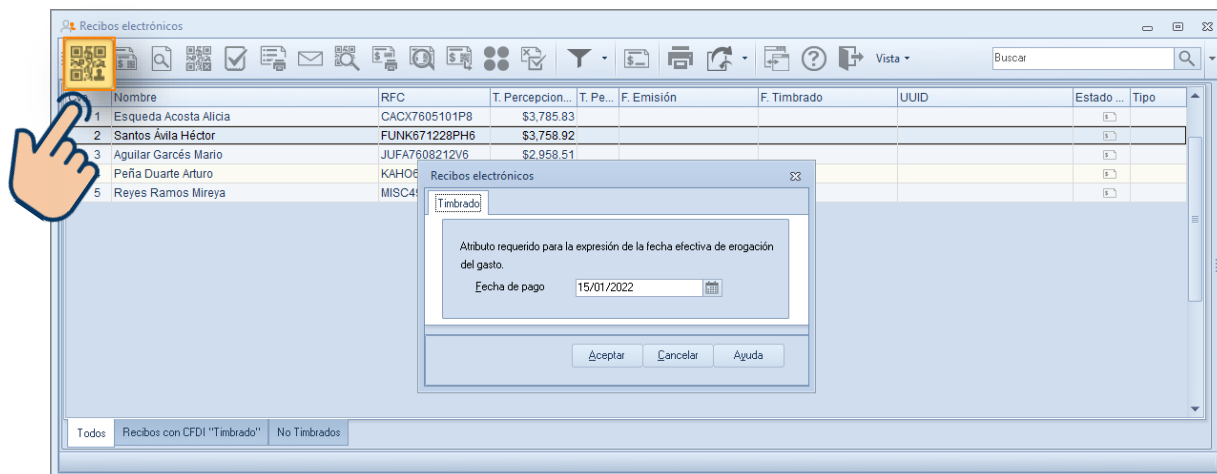 Recibos electrónicos
Vista
Buscar
Nombre RFC T. Percepcion... T. Pe... F. Emisión F. Timbrado UUID Estado ... Tipo
1 Esqueda Acosta Alicia CACX7605101P8 $3,785.83
2 Santos Ávila Héctor FUNK671228PH6 $3,758.92
3 Aguilar Garcés Mario JUFA7608212V6 $2,958.51
Peña Duarte Arturo
5 Reyes Ramos Mireya
Recibos electrónicos
Timbrado
Atributo requerido para la expresión de la fecha efectiva de erogación
del gasto.
Fecha de pago 15/01/2022
Aceptar Cancelar Ayuda
Todos Recibos con CFDI "Timbrado" No Timbrados